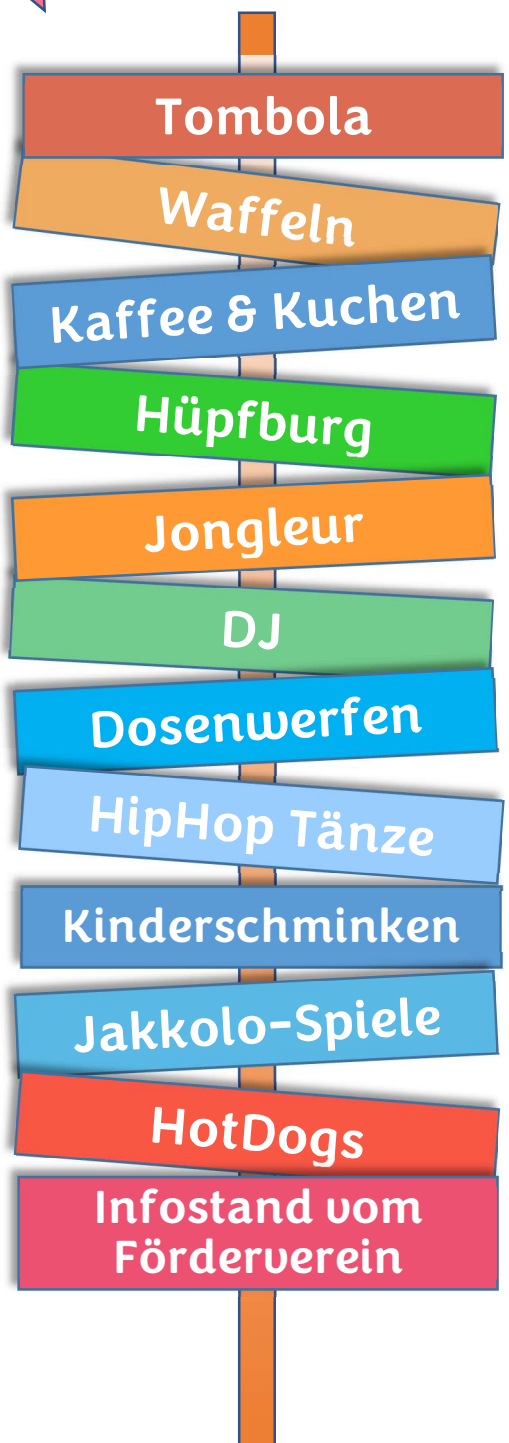 Tombola
Waffeln
Kaffee & Kuchen
Hüpfburg
Jongleur
DJ
Dosenwerfen
HipHop Tänze
Kinderschminken
Jakkolo-Spiele
HotDogs
Infostand vom
Förderverein